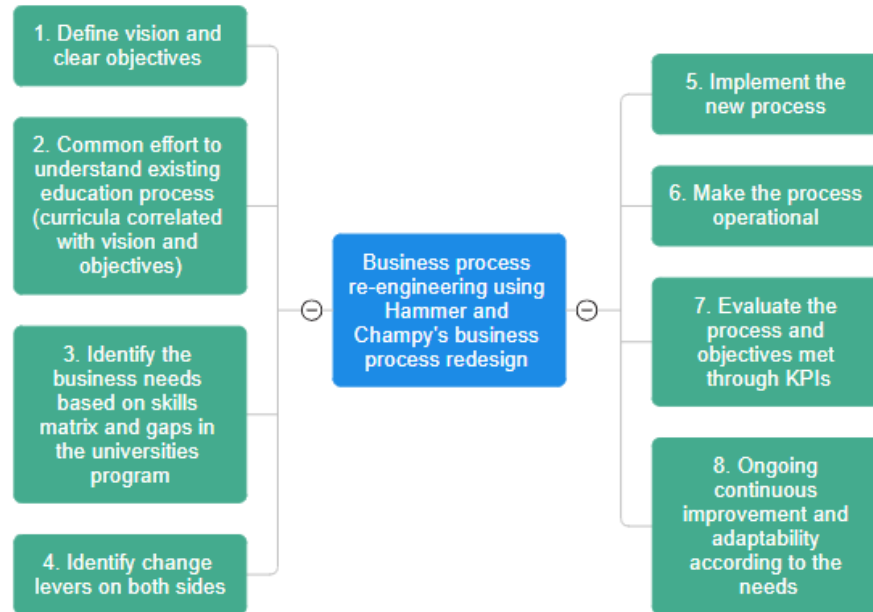 1. Define vision and
clear objectives
2. Common effort to
understand existing
education process
(curricula correlated
with vision and
objectives)
3. Identify the
business needs
based on skills
matrix and gaps in
the universities
program
4. Identify change
levers on both sides
Business process
re-engineering using
Hammer and
Champy's business
process redesign
5. Implement the
new process
6. Make the process
operational
7. Evaluate the
process and
objectives met
through KPIs
8. Ongoing
continuous
improvement and
adaptability
according to the
needs